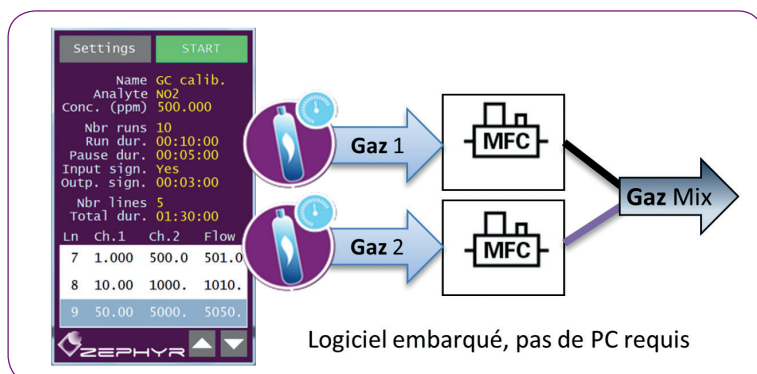 Settings START
Name GC calib.
Analyte NO2
Conc. (ppm) 500.000
Nbr runs 10
Run dur. 00:10:00
Pause dur. 00:05:00
Input sign. Yes
Outp. sign. 00:03:00
Nbr lines 5
Total dur. 01:30:00
Ln Ch.1 Ch.2 Flow
7 1.000 500.0 501.0
8 10.00 1000. 1010.
9 50.00 5000. 5050.
ZEPHYR
Gaz 1
MFC
Gaz 2
MFC
Gaz Mix
Logiciel embarqué, pas de PC requis